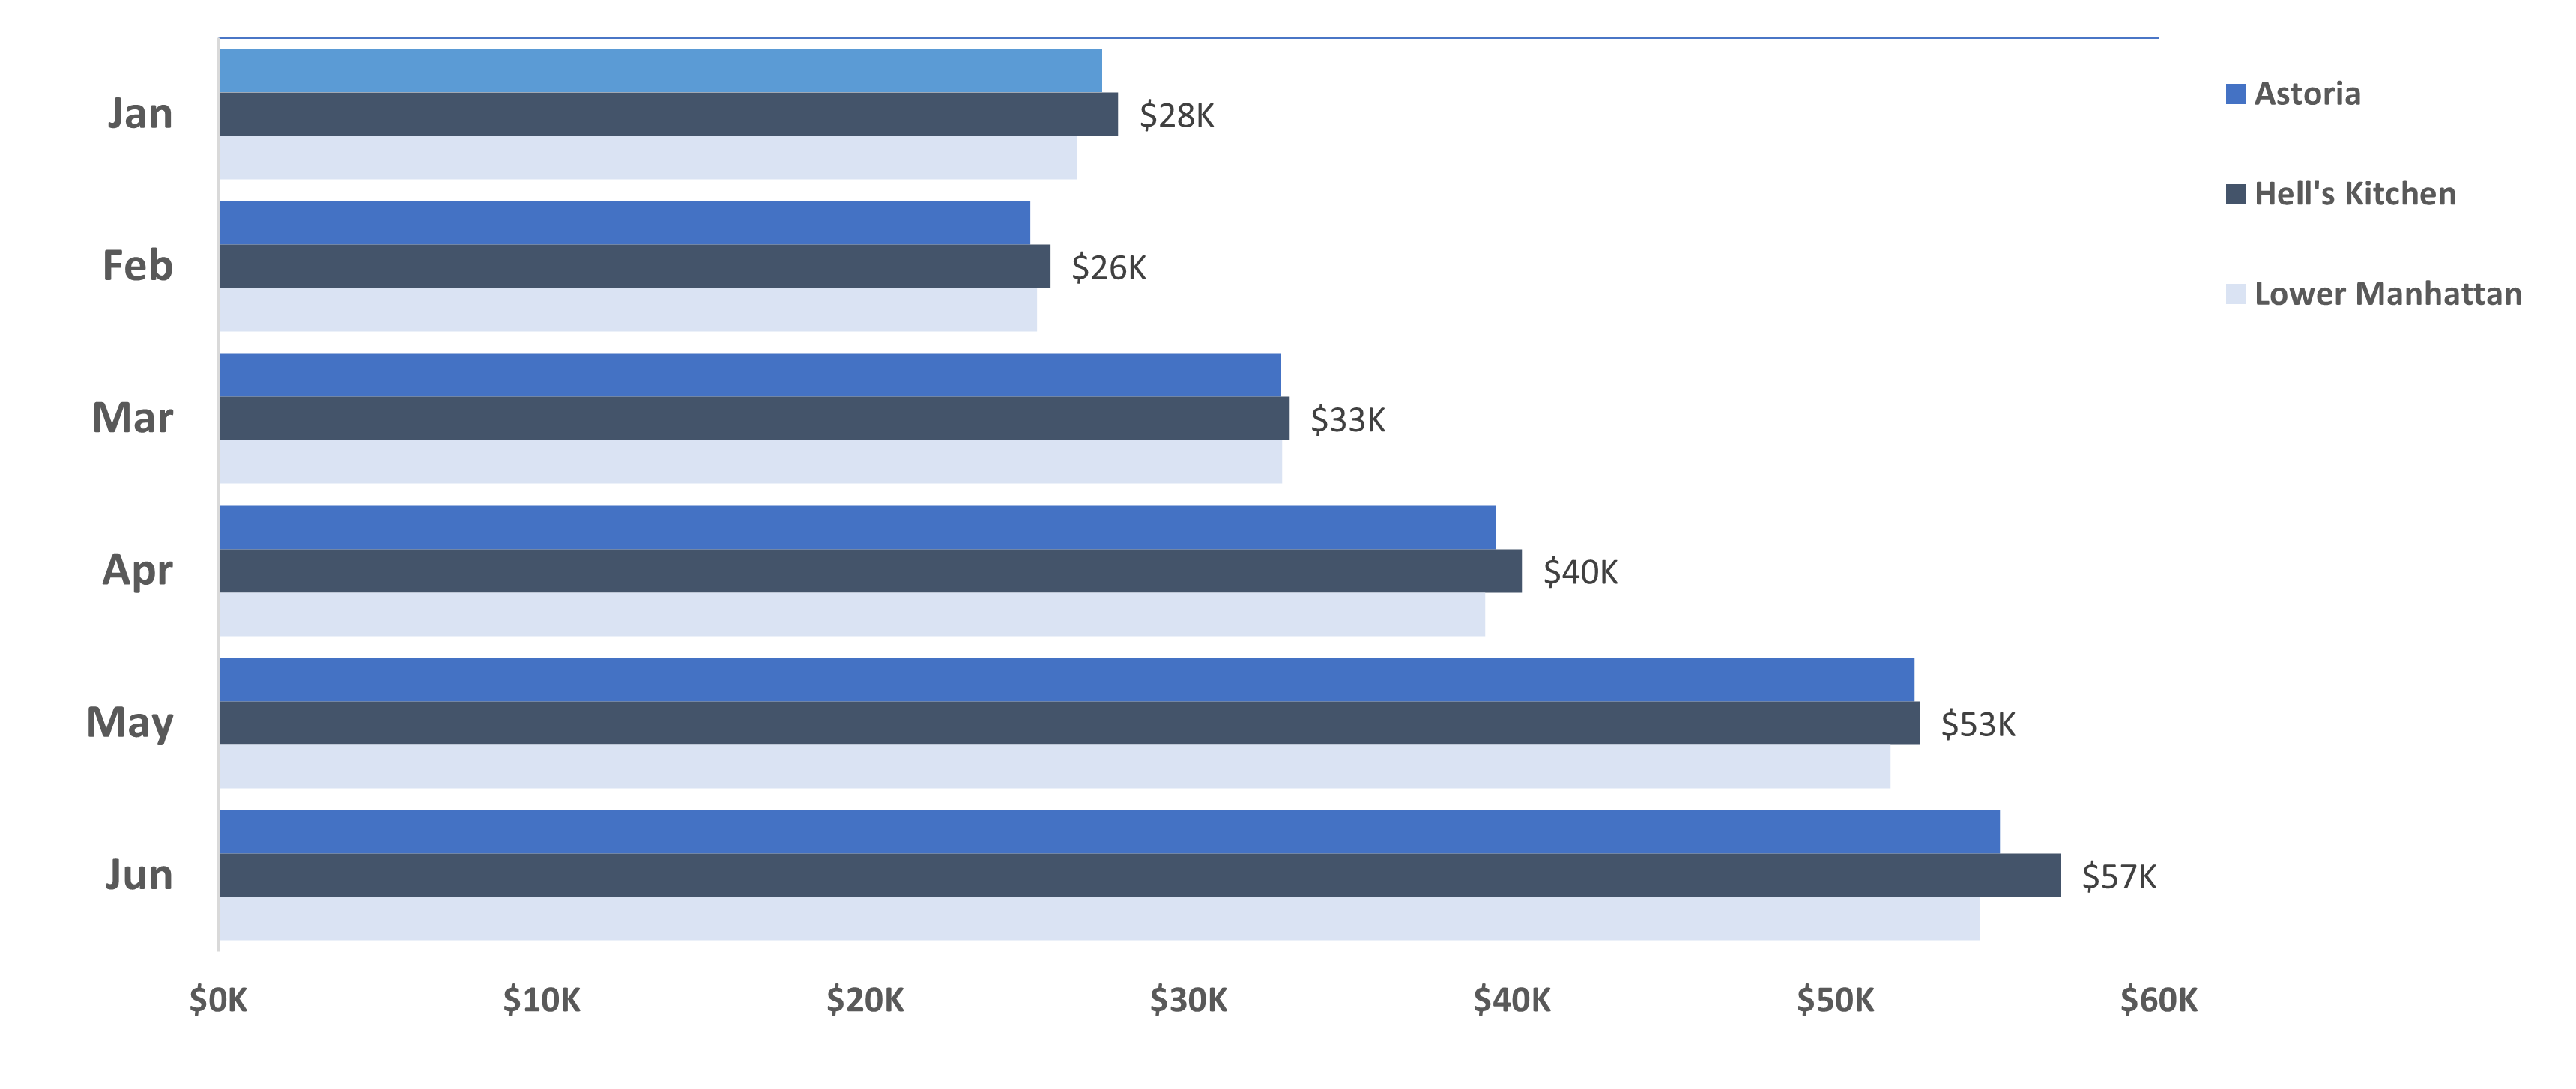 Jan
$28K
Feb
$26K
Mar
$33K
Apr
$40K
May
$53K
Jun
$57K
$0K $10K $20K $30K $40K $50K $60K
Astoria
Hell's Kitchen
Lower Manhattan